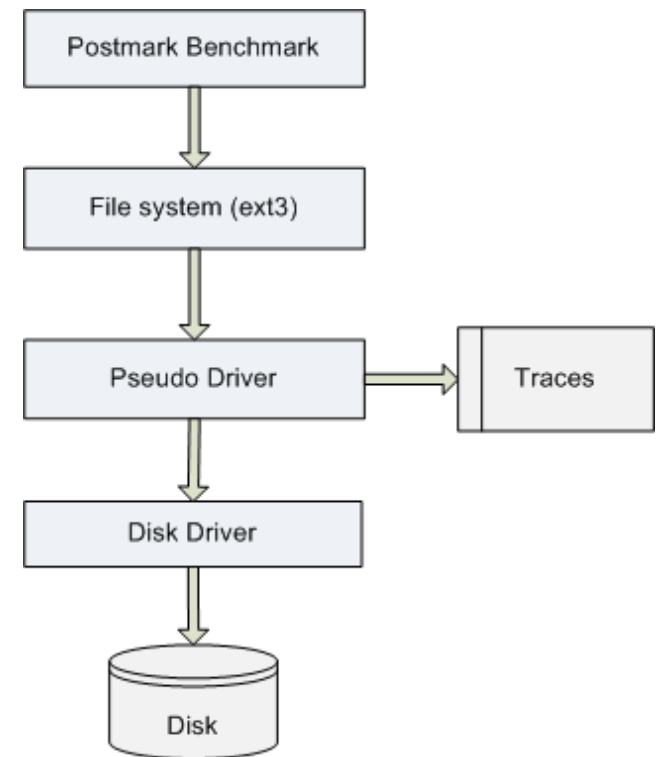 Postmark Benchmark
File system (ext3)
Pseudo Driver
Traces
Disk Driver
Disk